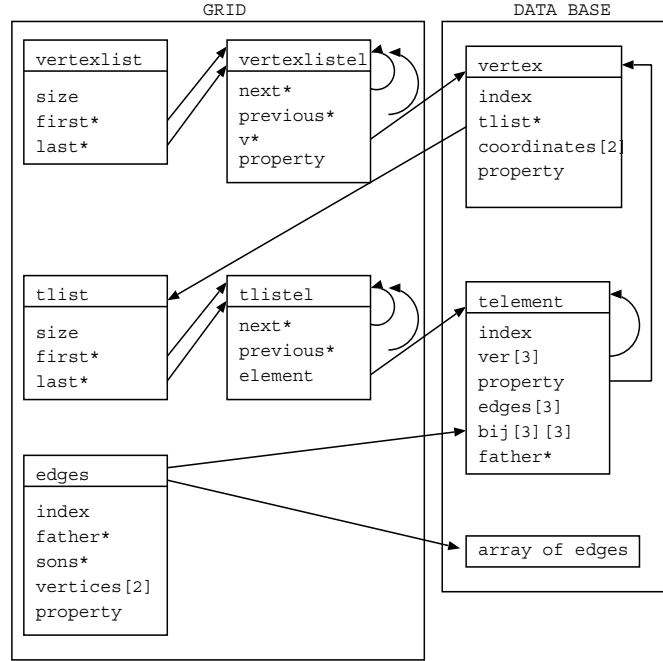 GRID
DATA BASE
vertexlist
size
first*
last*
vertexlistel
next*
previous*
v*
property
vertex
index
tlist*
coordinates[2]
property
tlist
size
first*
last*
tlistel
next*
previous*
element
telement
index
ver[3]
property
edges[3]
bij[3][3]
father*
edges
index
father*
sons*
vertices[2]
property
array of edges